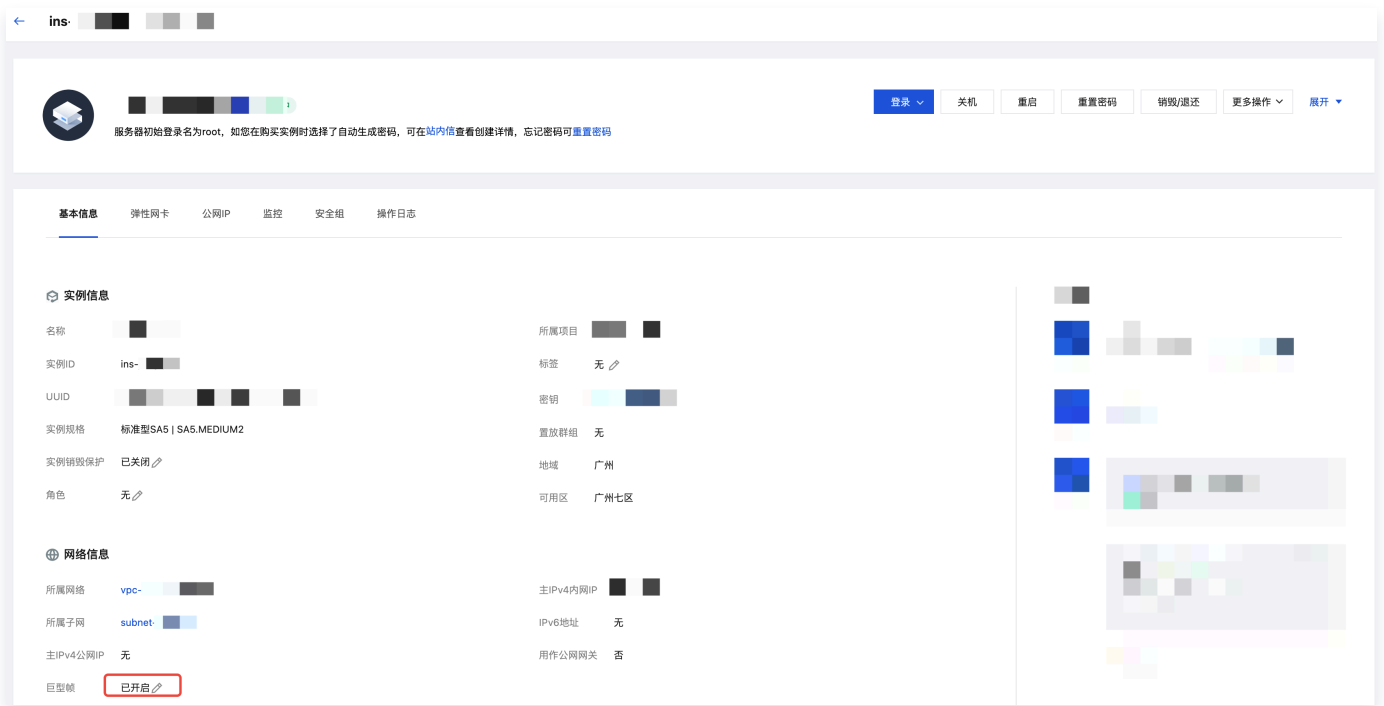 ins-
登录 关机 重启 重置密码 销毁/退还 更多操作 展开
服务器初始登录名为root，如您在购买实例时选择了自动生成密码，可在站内信查看创建详情，忘记密码可重置密码
基本信息 弹性网卡 公网IP 监控 安全组 操作日志
实例信息
名称
所属项目
实例ID ins-
标签 无
UUID
密钥
实例规格 标准型SA5 | SA5.MEDIUM2
置放群组 无
实例销毁保护 已关闭
地域 广州
角色 无
可用区 广州七区
网络信息
所属网络 vpc-
主IPv4内网IP
所属子网 subnet-
IPv6地址 无
主IPv4公网IP 无
用作公网网关 否
巨型帧 已开启